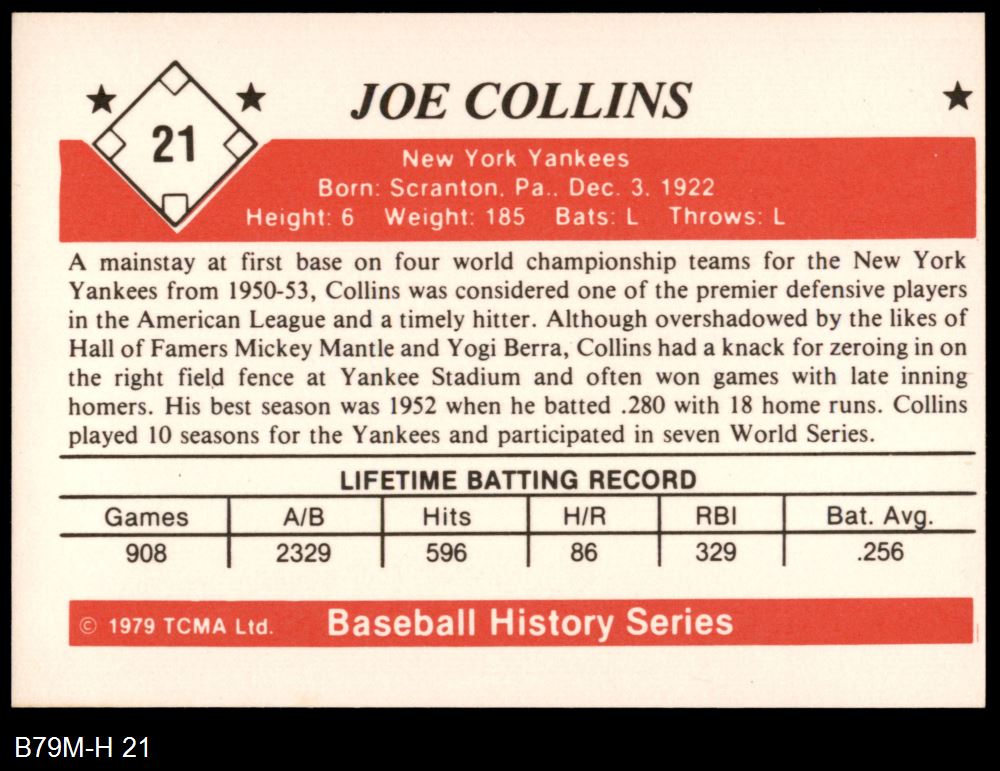 JOE COLLINS
21
New York Yankees
Born: Scranton, Pa., Dec. 3, 1922
Height: 6 Weight: 185 Bats: L Throws: L
A mainstay at first base on four world championship teams for the New York
Yankees from 1950-53, Collins was considered one of the premier defensive players
in the American League and a timely hitter. Although overshadowed by the likes of
Hall of Famers Mickey Mantle and Yogi Berra, Collins had a knack for zeroing in on
the right field fence at Yankee Stadium and often won games with late inning
homers. His best season was 1952 when he batted .280 with 18 home runs. Collins
played 10 seasons for the Yankees and participated in seven World Series.
LIFETIME BATTING RECORD
Games A/B Hits H/R RBI Bat. Avg.
908 2329 596 86 329 .256
© 1979 TCMA Ltd. Baseball History Series
B79M-H 21